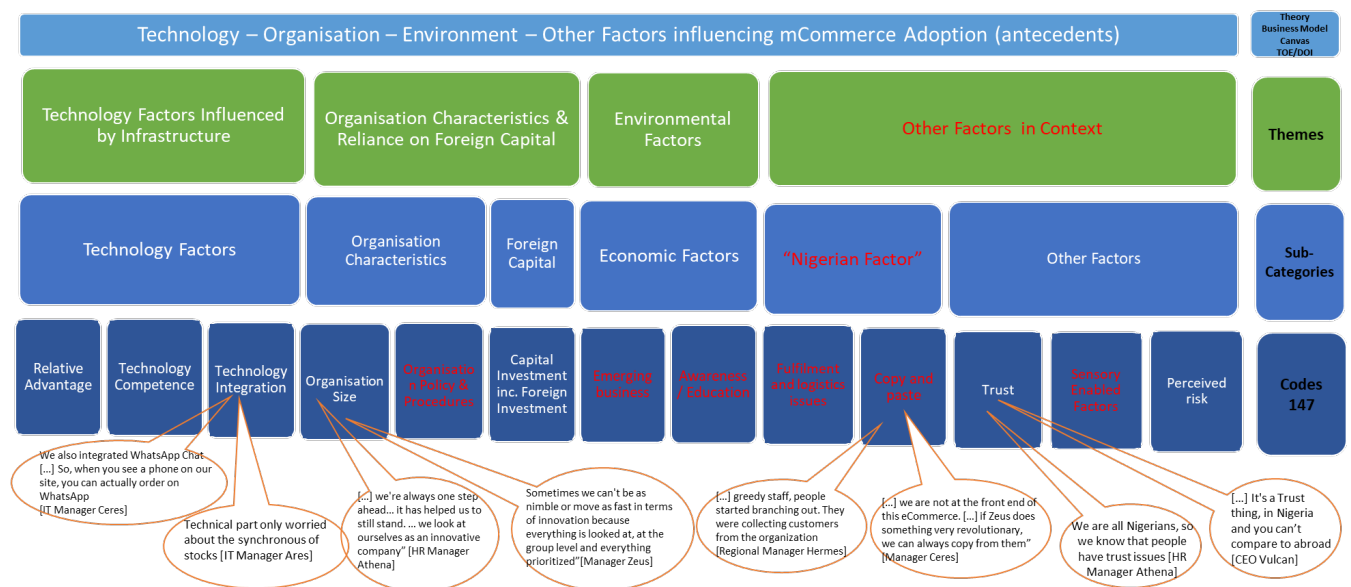 Technology – Organisation – Environment – Other Factors influencing mCommerce Adoption (antecedents)
Theory
Business Model
Canvas
TOE/DOI
Technology Factors Influenced
by Infrastructure
Organisation Characteristics &
Reliance on Foreign Capital
Environmental
Factors
Other Factors in Context
Themes
Technology Factors
Organisation
Characteristics
Foreign
Capital
Economic Factors
“Nigerian Factor”
Other Factors
Sub-
Categories
Relative
Advantage
Technology
Competence
Technology
Integration
Organisation
Size
Organisatio
n Policy &
Procedures
Capital
Investment
inc. Foreign
Investment
Emerging
business
Awareness
/ Education
Fulfilment
and logistics
issues
Copy and
paste
Trust
Sensory
Enabled
Factors
Perceived
risk
Codes
147
We also integrated WhatsApp Chat
[...] So, when you see a phone on our
site, you can actually order on
WhatsApp
[IT Manager Ceres]
Technical part only worried
about the synchronous of
stocks [IT Manager Ares]
[...] we're always one step
ahead... it has helped us to
still stand. ... we look at
ourselves as an innovative
company” [HR Manager
Athena]
Sometimes we can't be as
nimble or move as fast in terms
of innovation because
everything is looked at, at the
group level and everything
prioritized”[Manager Zeus]
[...] greedy staff, people
started branching out. They
were collecting customers
from the organization
[Regional Manager Hermes]
[...] we are not at the front end of
this eCommerce. [...] if Zeus does
something very revolutionary,
we can always copy from them”
[Manager Ceres]
We are all Nigerians, so
we know that people
have trust issues [HR
Manager Athena]
[...] It's a Trust
thing, in Nigeria
and you can’t
compare to abroad
[CEO Vulcan]